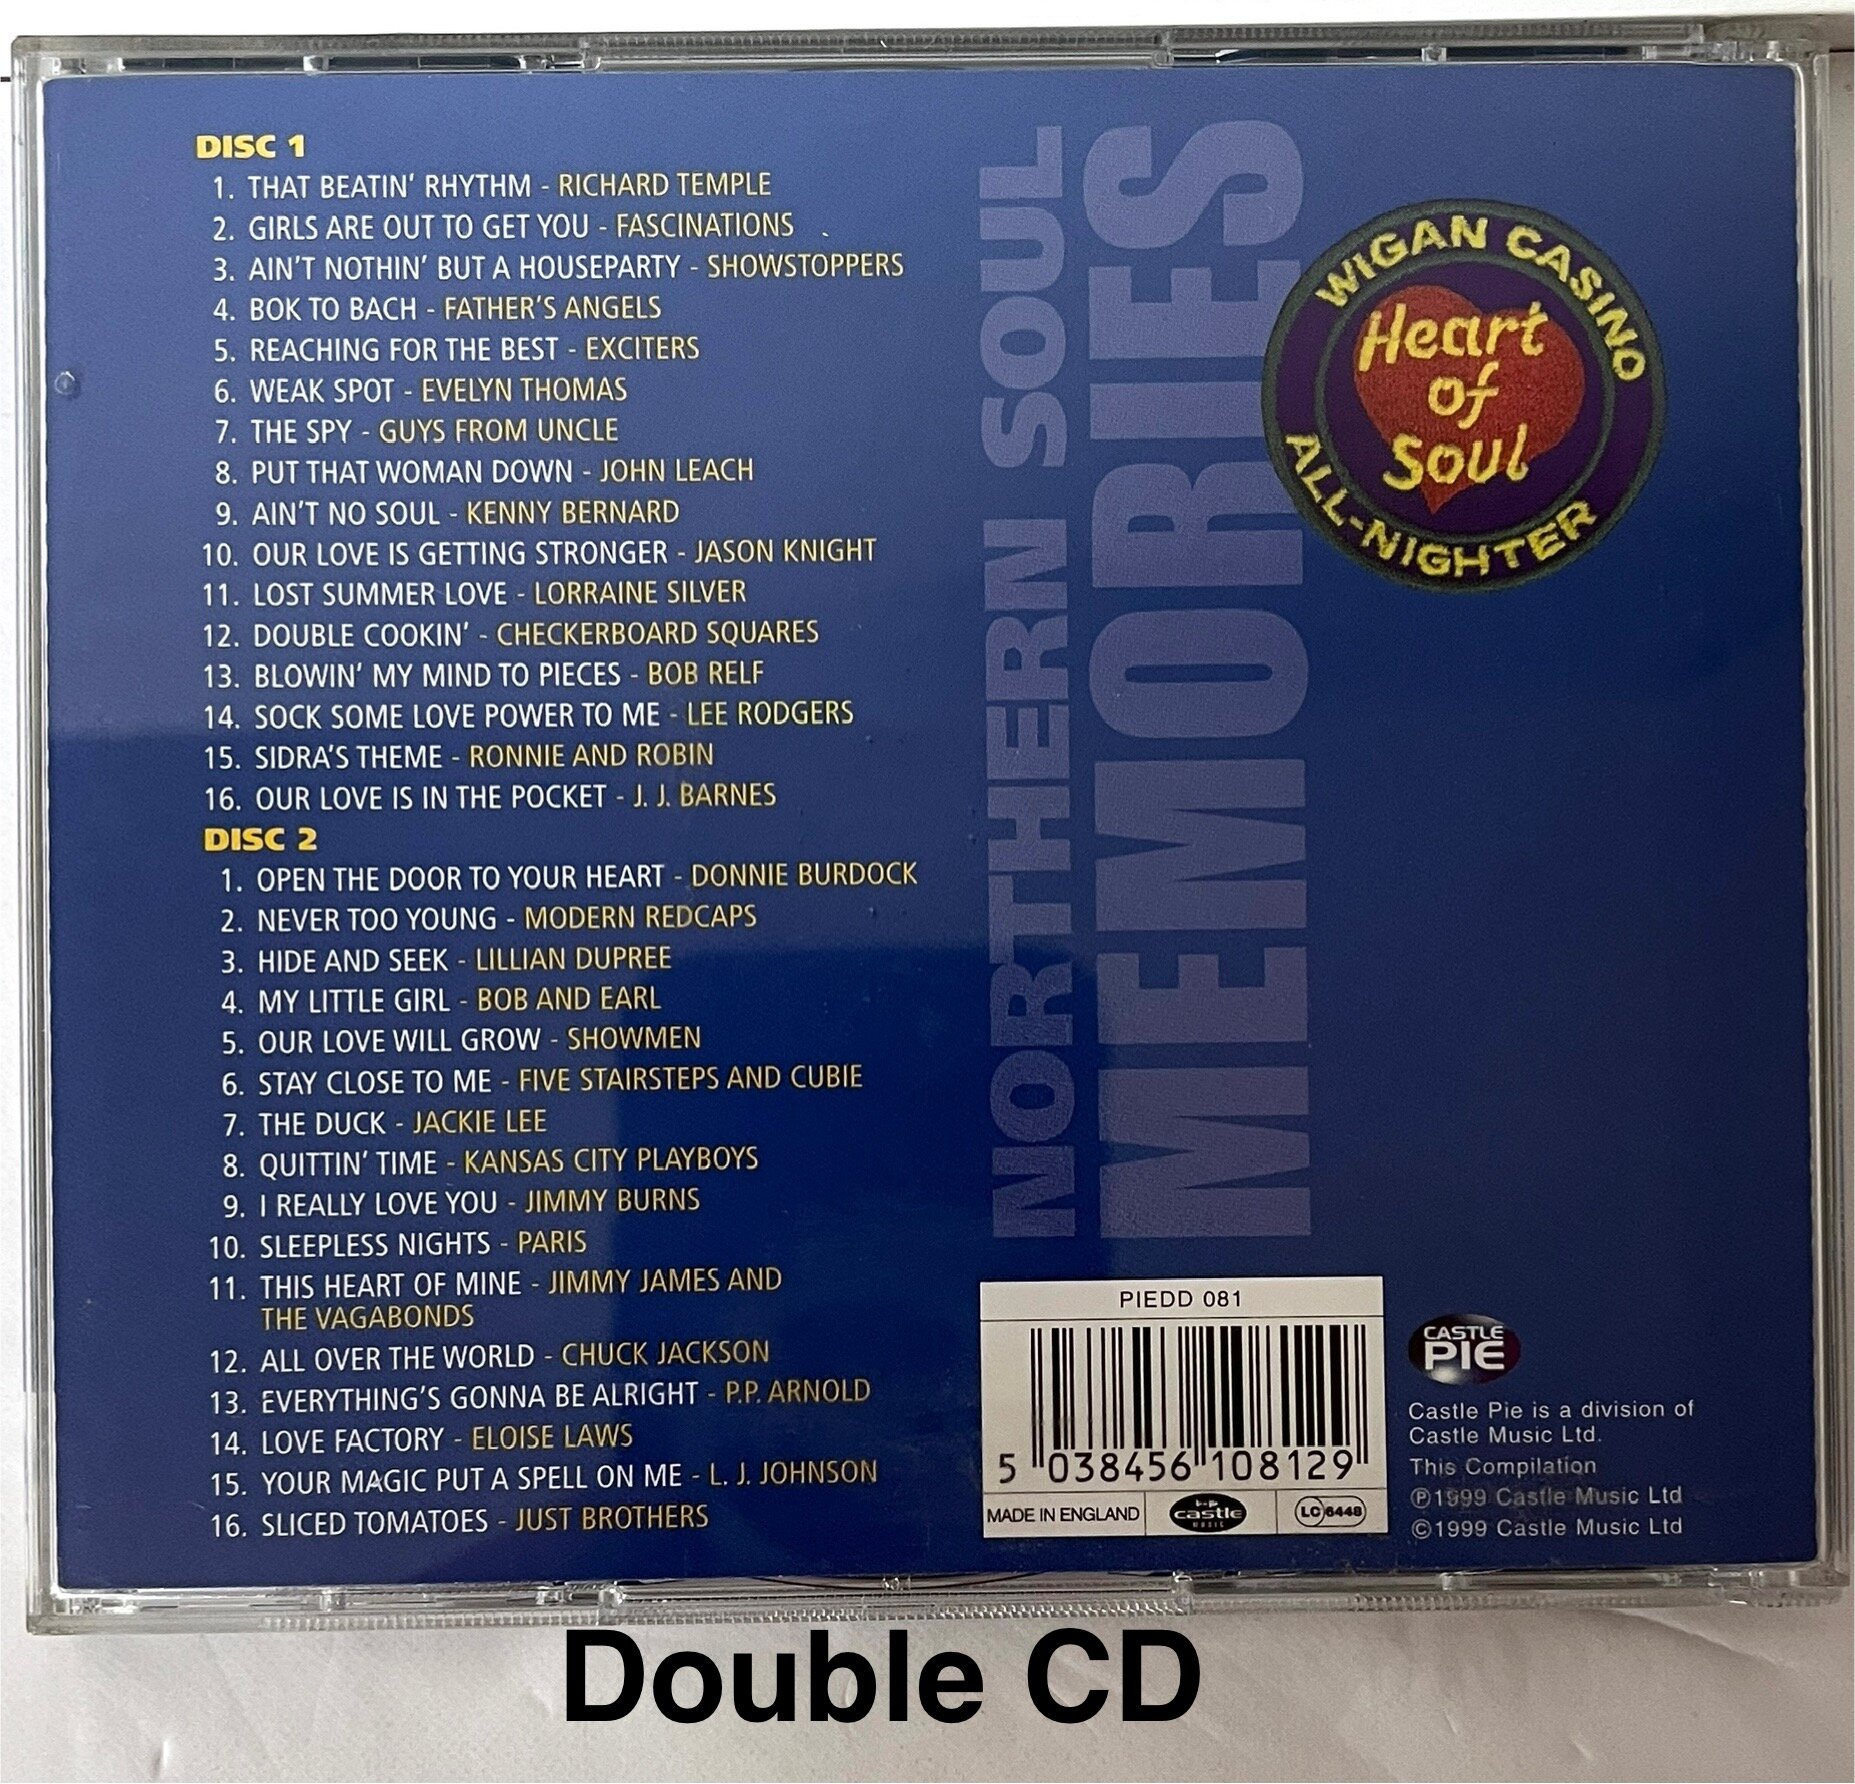 DISC 1
1. THAT BEATIN' RHYTHM - RICHARD TEMPLE
2. GIRLS ARE OUT TO GET YOU - FASCINATIONS
3. AIN'T NOTHIN' BUT A HOUSEPARTY - SHOWSTOPPERS
4. BOK TO BACH - FATHER'S ANGELS
5. REACHING FOR THE BEST - EXCITERS
6. WEAK SPOT - EVELYN THOMAS
7. THE SPY - GUYS FROM UNCLE
8. PUT THAT WOMAN DOWN - JOHN LEACH
9. AIN'T NO SOUL - KENNY BERNARD
10. OUR LOVE IS GETTING STRONGER - JASON KNIGHT
11. LOST SUMMER LOVE - LORRAINE SILVER
12. DOUBLE COOKIN' - CHECKERBOARD SQUARES
13. BLOWIN' MY MIND TO PIECES - BOB RELF
14. SOCK SOME LOVE POWER TO ME - LEE RODGERS
15. SIDRA'S THEME - RONNIE AND ROBIN
16. OUR LOVE IS IN THE POCKET - J. J. BARNES
DISC 2
1. OPEN THE DOOR TO YOUR HEART - DONNIE BURDOCK
2. NEVER TOO YOUNG - MODERN REDCAPS
3. HIDE AND SEEK - LILLIAN DUPREE
4. MY LITTLE GIRL - BOB AND EARL
5. OUR LOVE WILL GROW - SHOWMEN
6. STAY CLOSE TO ME - FIVE STAIRSTEPS AND CUBIE
7. THE DUCK - JACKIE LEE
8. QUITTIN' TIME - KANSAS CITY PLAYBOYS
9. I REALLY LOVE YOU - JIMMY BURNS
10. SLEEPLESS NIGHTS - PARIS
11. THIS HEART OF MINE - JIMMY JAMES AND
THE VAGABONDS
12. ALL OVER THE WORLD - CHUCK JACKSON
13. EVERYTHING'S GONNA BE ALRIGHT - P.P. ARNOLD
14. LOVE FACTORY - ELOISE LAWS
15. YOUR MAGIC PUT A SPELL ON ME - L. J. JOHNSON
16. SLICED TOMATOES - JUST BROTHERS
NORTHERN SOUL
MEMORIES
WIGAN CASINO
Heart
of
Soul
ALL-NIGHTER
PIEDD 081
5 038456 108129
MADE IN ENGLAND
castle
MUSIC
LC 6448
CASTLE
PIE
Castle Pie is a division of
Castle Music Ltd.
This Compilation
℗1999 Castle Music Ltd
©1999 Castle Music Ltd
Double CD